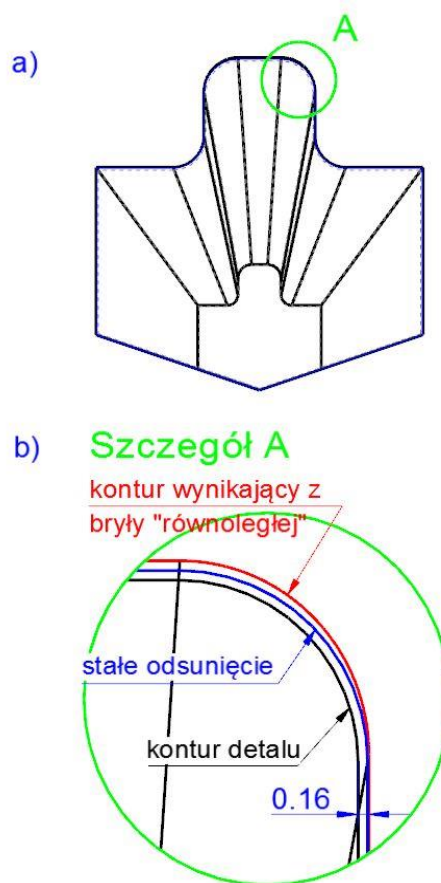 a)
A
b)
Szczegół A
kontur wynikający z
bryły "równoległej"
stałe odsunięcie
kontur detalu
0.16